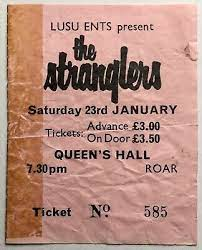 LUSU ENTS present
the
stranglers
Saturday 23rd JANUARY
Tickets: Advance £3.00
On Door £3.50
QUEEN'S HALL
7.30pm ROAR
Ticket Nº 585